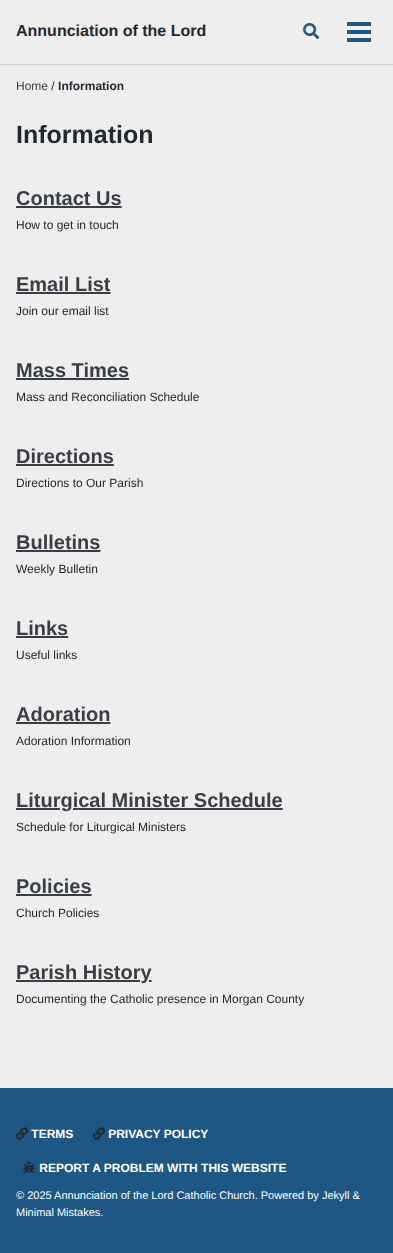 Annunciation of the Lord
Home / Information
Information
Contact Us
How to get in touch
Email List
Join our email list
Mass Times
Mass and Reconciliation Schedule
Directions
Directions to Our Parish
Bulletins
Weekly Bulletin
Links
Useful links
Adoration
Adoration Information
Liturgical Minister Schedule
Schedule for Liturgical Ministers
Policies
Church Policies
Parish History
Documenting the Catholic presence in Morgan County
TERMS PRIVACY POLICY
REPORT A PROBLEM WITH THIS WEBSITE
© 2025 Annunciation of the Lord Catholic Church. Powered by Jekyll &
Minimal Mistakes.